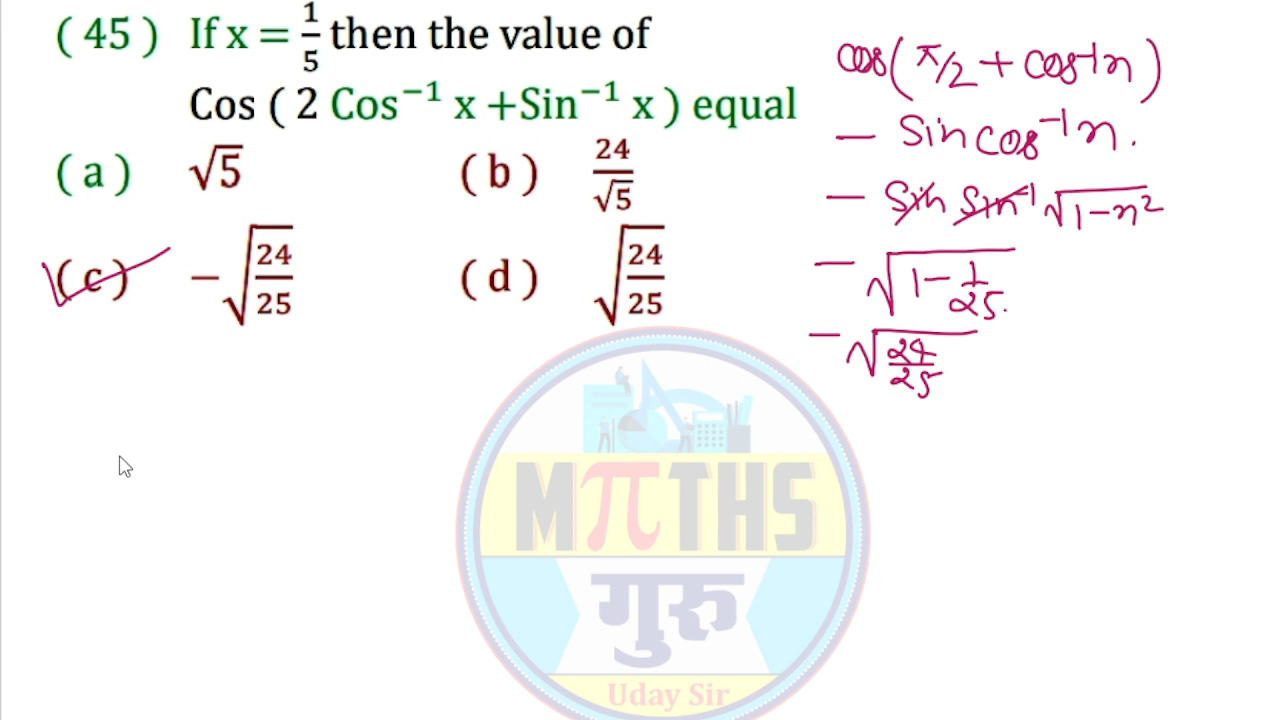 ( 45 ) If x = 1/5 then the value of
Cos ( 2 Cos⁻¹ x + Sin⁻¹ x ) equal
( a ) √5 ( b ) 24/√5
( c ) −√(24/25) ( d ) √(24/25)
cos(π/2 + cos⁻¹x)
− sin cos⁻¹x.
− sin sin⁻¹ √(1−x²)
− √(1 − 1/25.)
− √(24/25)
MπTHS
गुरु
Uday Sir